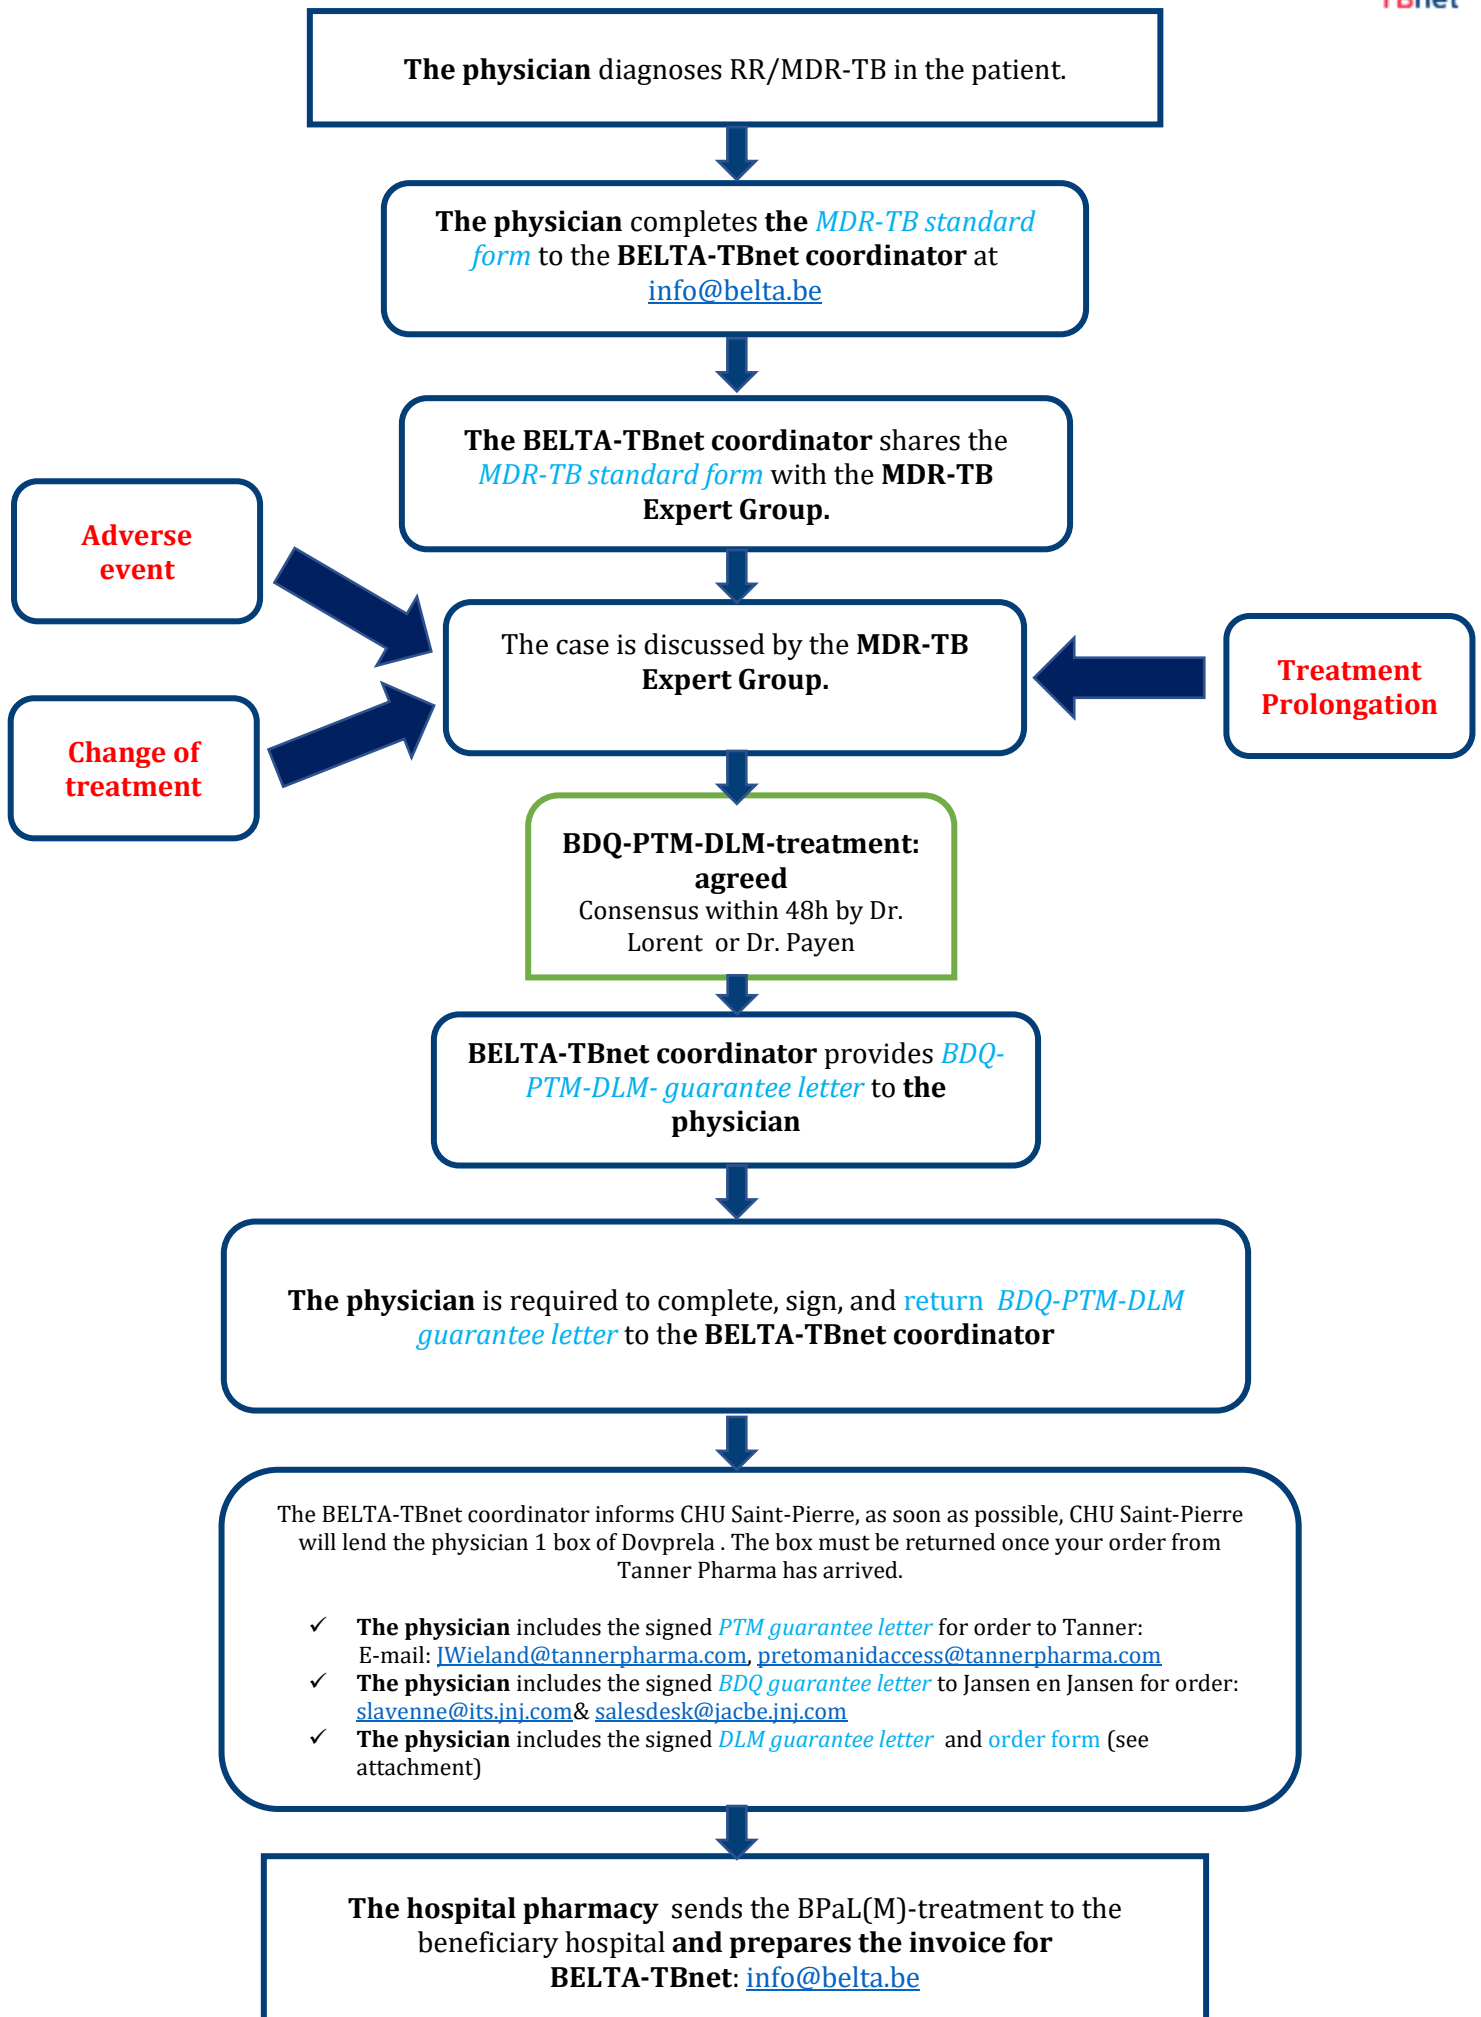 TBnet
The physician diagnoses RR/MDR-TB in the patient.
The physician completes the MDR-TB standard
form to the BELTA-TBnet coordinator at
info@belta.be
The BELTA-TBnet coordinator shares the
MDR-TB standard form with the MDR-TB
Expert Group.
Adverse
event
The case is discussed by the MDR-TB
Expert Group.
Treatment
Prolongation
Change of
treatment
BDQ-PTM-DLM-treatment:
agreed
Consensus within 48h by Dr.
Lorent or Dr. Payen
BELTA-TBnet coordinator provides BDQ-
PTM-DLM- guarantee letter to the
physician
The physician is required to complete, sign, and return BDQ-PTM-DLM
guarantee letter to the BELTA-TBnet coordinator
The BELTA-TBnet coordinator informs CHU Saint-Pierre, as soon as possible, CHU Saint-Pierre
will lend the physician 1 box of Dovprela . The box must be returned once your order from
Tanner Pharma has arrived.
✓ The physician includes the signed PTM guarantee letter for order to Tanner:
E-mail: JWieland@tannerpharma.com, pretomanidaccess@tannerpharma.com
✓ The physician includes the signed BDQ guarantee letter to Jansen en Jansen for order:
slavenne@its.jnj.com& salesdesk@jacbe.jnj.com
✓ The physician includes the signed DLM guarantee letter and order form (see
attachment)
The hospital pharmacy sends the BPaL(M)-treatment to the
beneficiary hospital and prepares the invoice for
BELTA-TBnet: info@belta.be